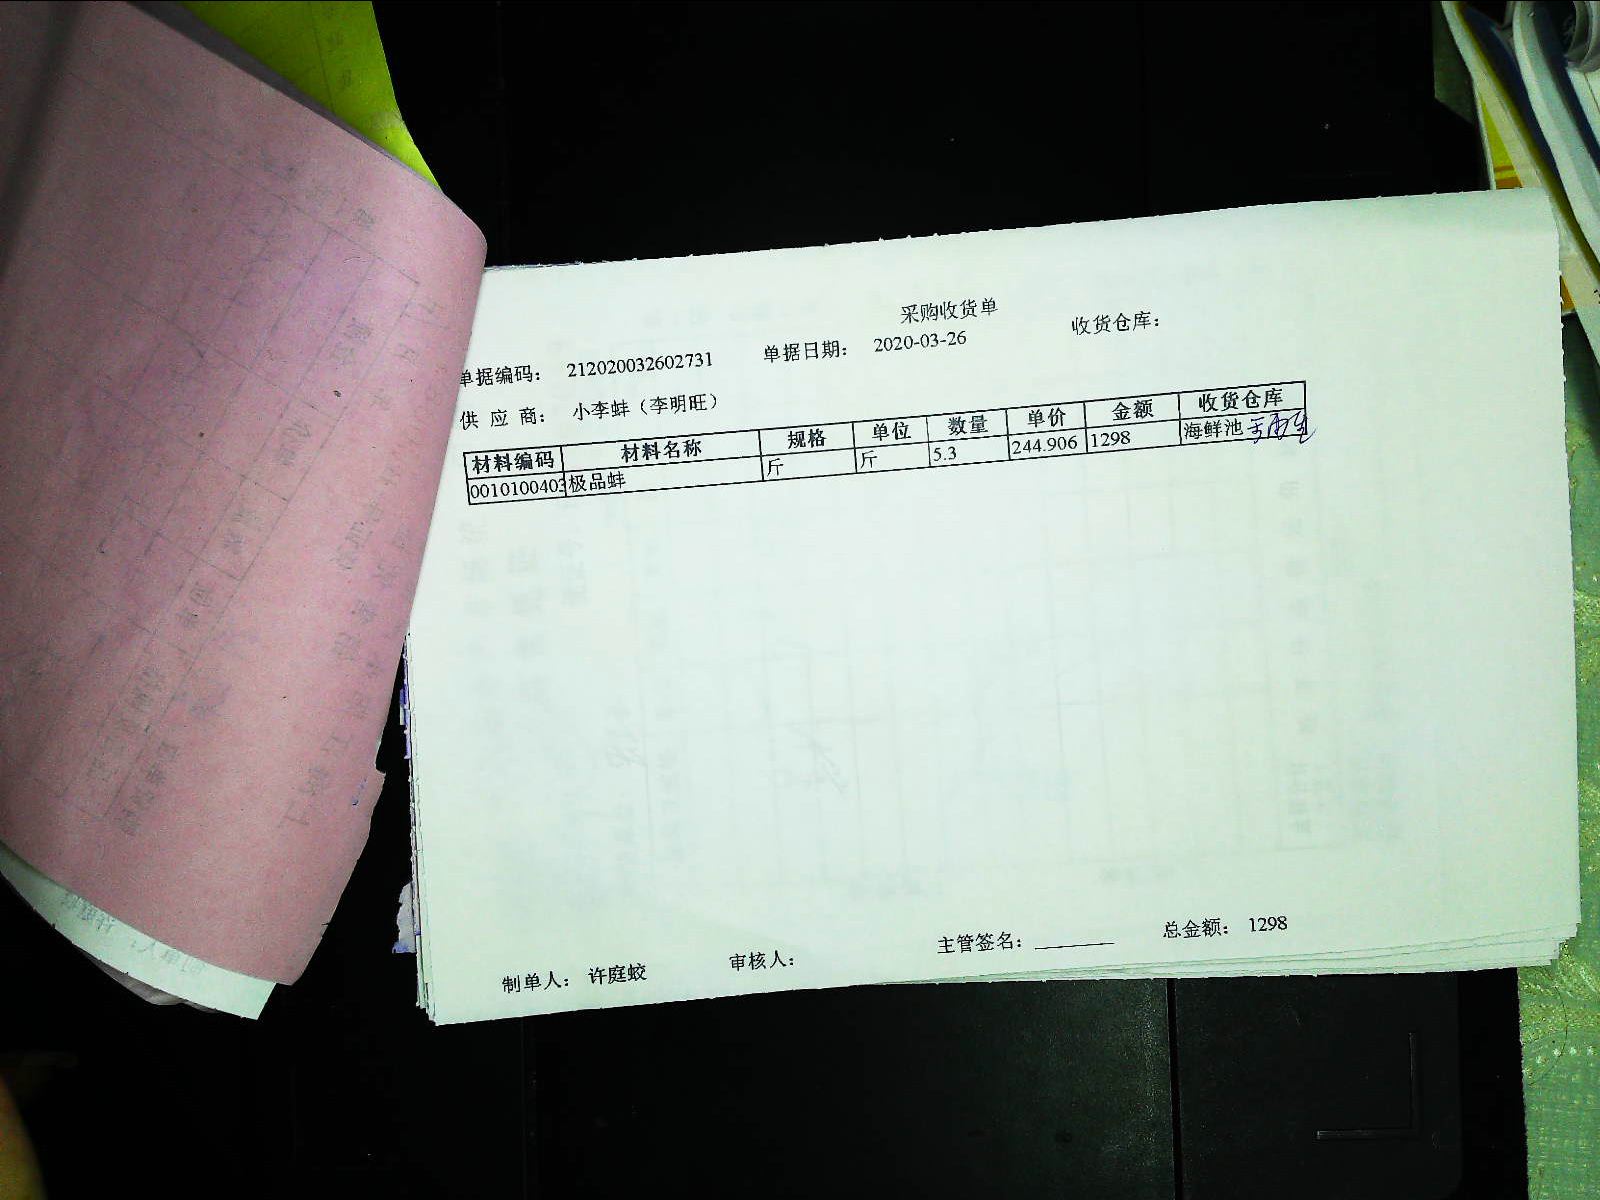 采购收货单
单据编码： 212020032602731 单据日期： 2020-03-26 收货仓库：
供 应 商： 小李蚌（李明旺）
材料编码 材料名称 规格 单位 数量 单价 金额 收货仓库
0010100403 极品蚌 斤 斤 5.3 244.906 1298 海鲜池
制单人： 许庭蛟 审核人： 主管签名： 总金额： 1298